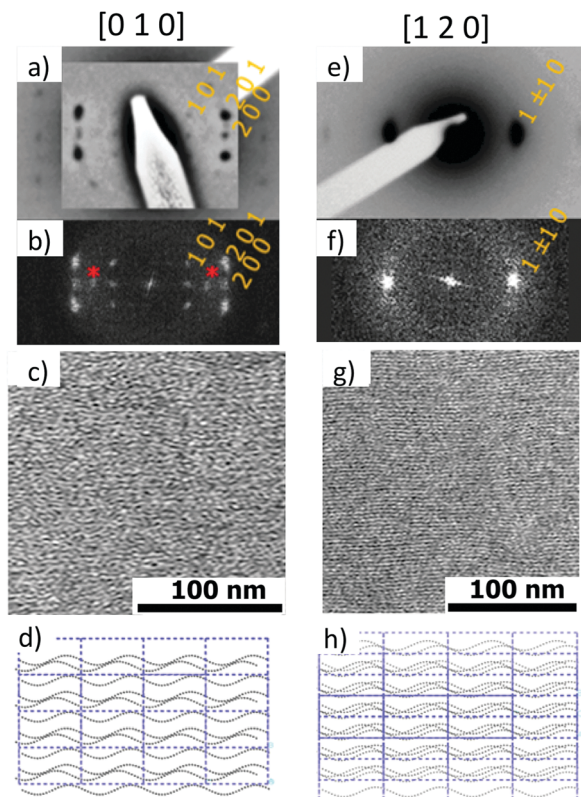 [0 1 0]
[1 2 0]
a)
1 0 1
2 0 1
2 0 0
e)
1 ±1 0
b)
1 0 1
2 0 1
2 0 0
*
*
f)
1 ±1 0
c)
100 nm
g)
100 nm
d)
h)